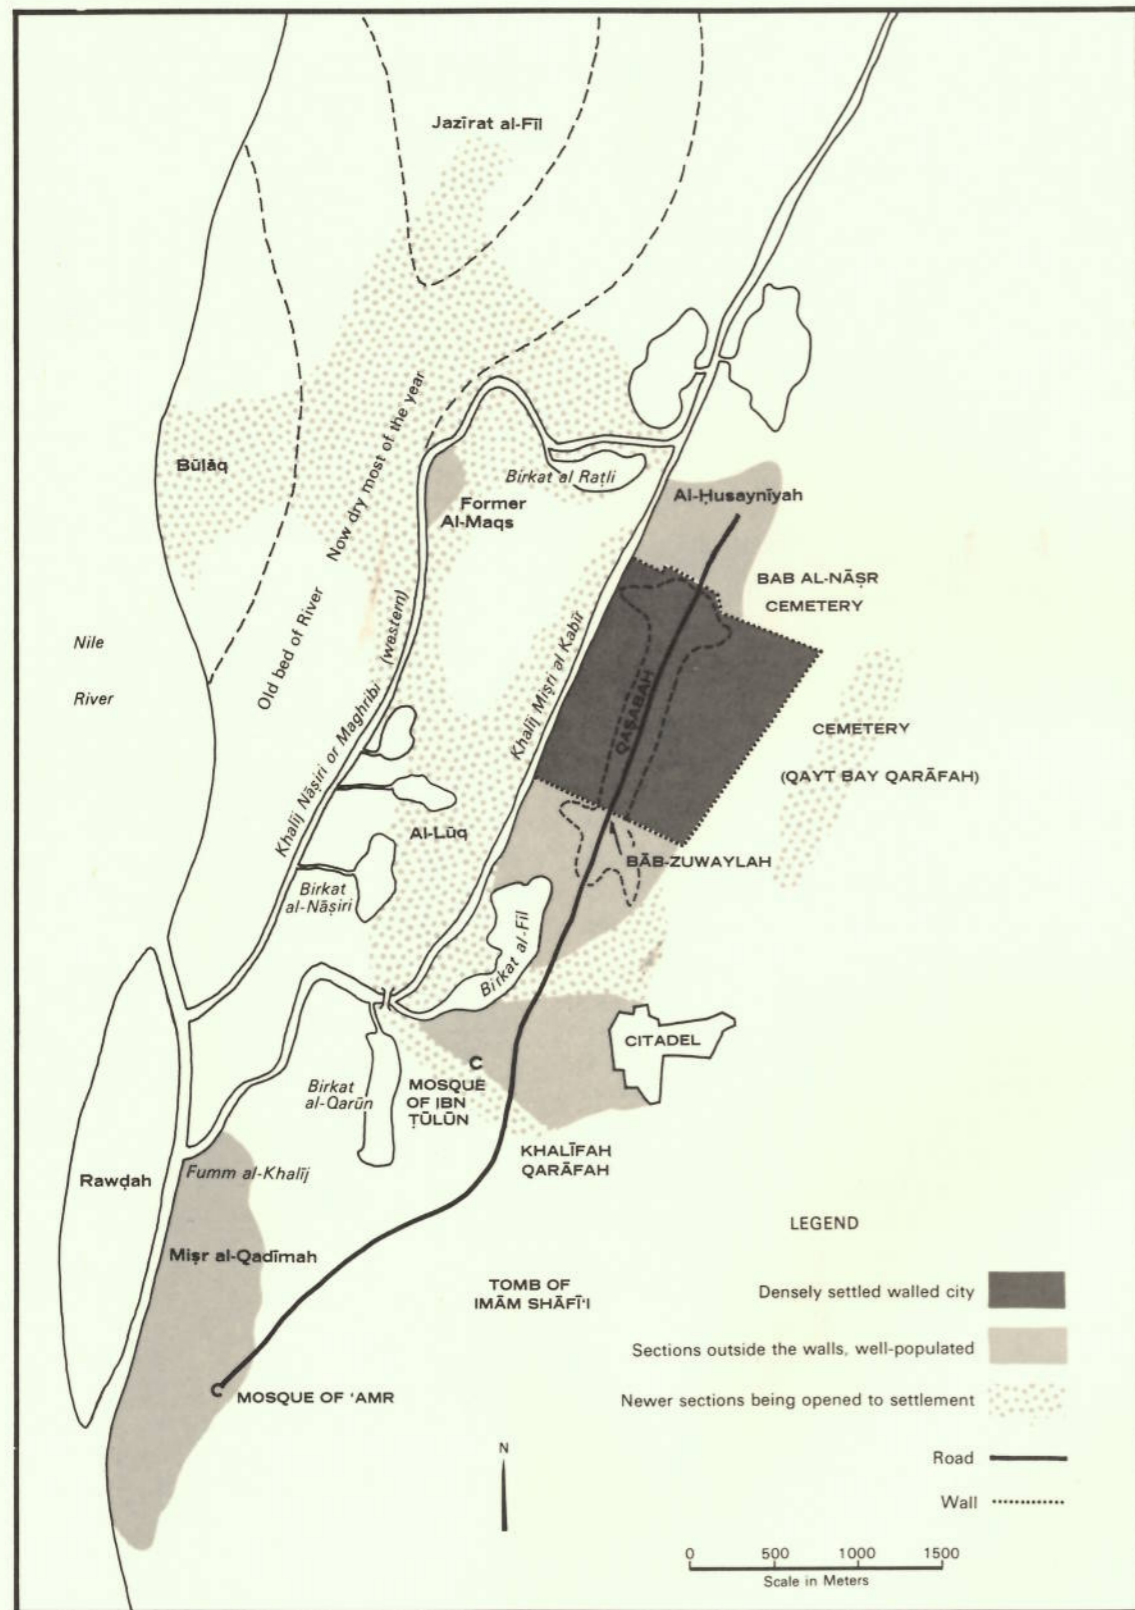 Jazīrat al-Fīl
Būlāq
Now dry most of the year
Old bed of River
Birkat al Raṭli
Former
Al-Maqs
Al-Ḥusaynīyah
BAB AL-NĀṢR
CEMETERY
Nile
River
Khalij Nāṣiri or Maghribi (western)
Khalij Miṣri al Kabīr
QAṢABAH
CEMETERY
(QAYT BAY QARĀFAH)
Al-Lūq
BĀB-ZUWAYLAH
Birkat
al-Nāṣiri
Birkat al-Fīl
CITADEL
Birkat
al-Qarūn
MOSQUE
OF IBN
ṬŪLŪN
KHALĪFAH
QARĀFAH
Rawḍah
Fumm al-Khalīj
Miṣr al-Qadīmah
TOMB OF
IMĀM SHĀFĪ‘I
MOSQUE OF ‘AMR
LEGEND
Densely settled walled city
Sections outside the walls, well-populated
Newer sections being opened to settlement
Road
Wall
N
0 500 1000 1500
Scale in Meters